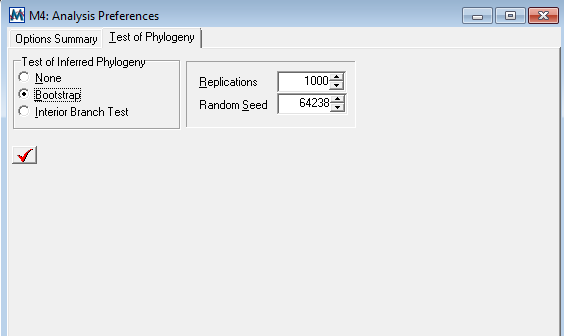 M4: Analysis Preferences
Options Summary Test of Phylogeny
Test of Inferred Phylogeny
None
Bootstrap
Interior Branch Test
Replications 1000
Random Seed 64238